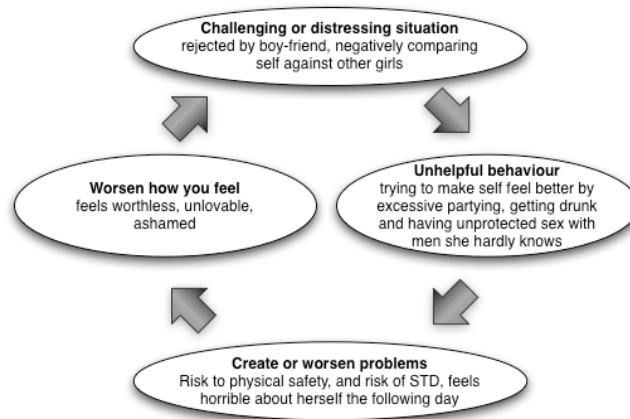 Challenging or distressing situation
rejected by boy-friend, negatively comparing
self against other girls
Unhelpful behaviour
trying to make self feel better by
excessive partying, getting drunk
and having unprotected sex with
men she hardly knows
Create or worsen problems
Risk to physical safety, and risk of STD, feels
horrible about herself the following day
Worsen how you feel
feels worthless, unlovable,
ashamed